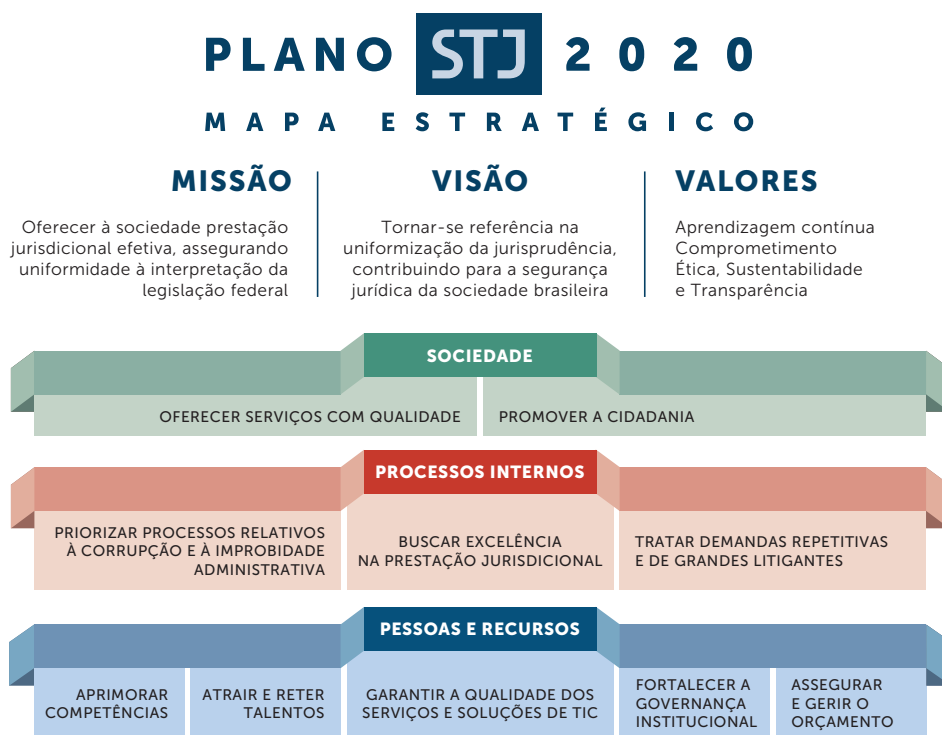 PLANO STJ 2020
MAPA ESTRATÉGICO
MISSÃO
Oferecer à sociedade prestação
jurisdicional efetiva, assegurando
uniformidade à interpretação da
legislação federal
VISÃO
Tornar-se referência na
uniformização da jurisprudência,
contribuindo para a segurança
jurídica da sociedade brasileira
VALORES
Aprendizagem contínua
Comprometimento
Ética, Sustentabilidade
e Transparência
SOCIEDADE
OFERECER SERVIÇOS COM QUALIDADE
PROMOVER A CIDADANIA
PROCESSOS INTERNOS
PRIORIZAR PROCESSOS RELATIVOS
À CORRUPÇÃO E À IMPROBIDADE
ADMINISTRATIVA
BUSCAR EXCELÊNCIA
NA PRESTAÇÃO JURISDICIONAL
TRATAR DEMANDAS REPETITIVAS
E DE GRANDES LITIGANTES
PESSOAS E RECURSOS
APRIMORAR
COMPETÊNCIAS
ATRAIR E RETER
TALENTOS
GARANTIR A QUALIDADE DOS
SERVIÇOS E SOLUÇÕES DE TIC
FORTALECER A
GOVERNANÇA
INSTITUCIONAL
ASSEGURAR
E GERIR O
ORÇAMENTO